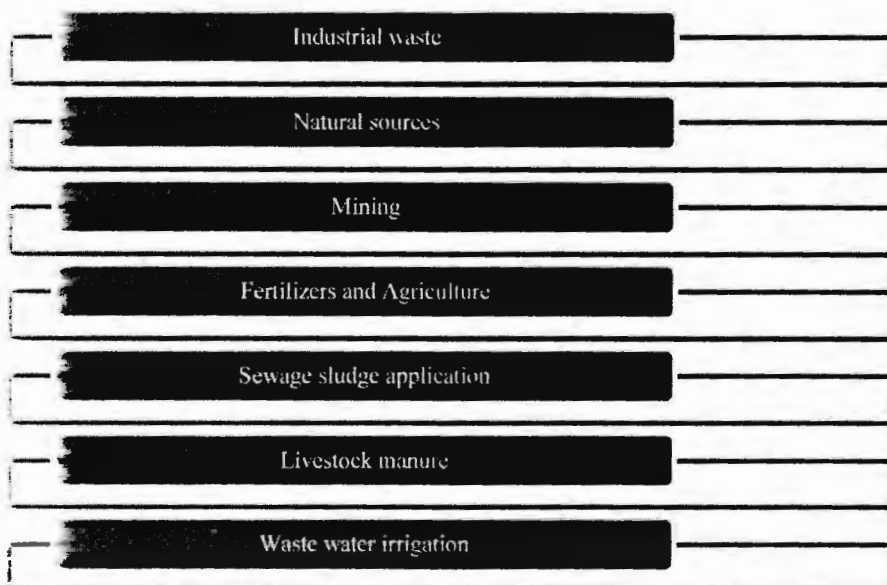 Industrial waste
Natural sources
Mining
Fertilizers and Agriculture
Sewage sludge application
Livestock manure
Waste water irrigation